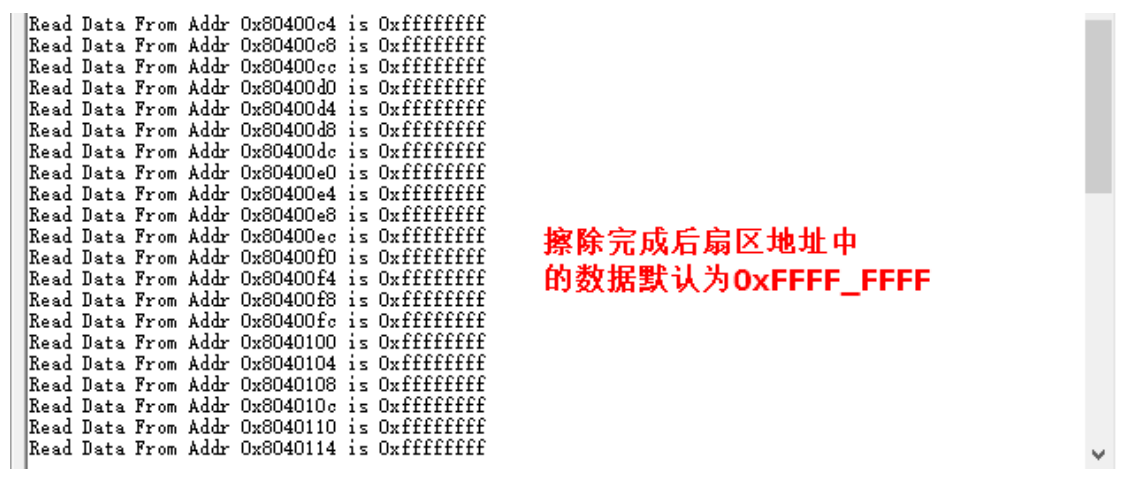 Read Data From Addr 0x80400c4 is 0xffffffff
Read Data From Addr 0x80400c8 is 0xffffffff
Read Data From Addr 0x80400cc is 0xffffffff
Read Data From Addr 0x80400d0 is 0xffffffff
Read Data From Addr 0x80400d4 is 0xffffffff
Read Data From Addr 0x80400d8 is 0xffffffff
Read Data From Addr 0x80400dc is 0xffffffff
Read Data From Addr 0x80400e0 is 0xffffffff
Read Data From Addr 0x80400e4 is 0xffffffff
Read Data From Addr 0x80400e8 is 0xffffffff
Read Data From Addr 0x80400ec is 0xffffffff
Read Data From Addr 0x80400f0 is 0xffffffff
Read Data From Addr 0x80400f4 is 0xffffffff
Read Data From Addr 0x80400f8 is 0xffffffff
Read Data From Addr 0x80400fc is 0xffffffff
Read Data From Addr 0x8040100 is 0xffffffff
Read Data From Addr 0x8040104 is 0xffffffff
Read Data From Addr 0x8040108 is 0xffffffff
Read Data From Addr 0x804010c is 0xffffffff
Read Data From Addr 0x8040110 is 0xffffffff
Read Data From Addr 0x8040114 is 0xffffffff
擦除完成后扇区地址中
的数据默认为0xFFFF_FFFF